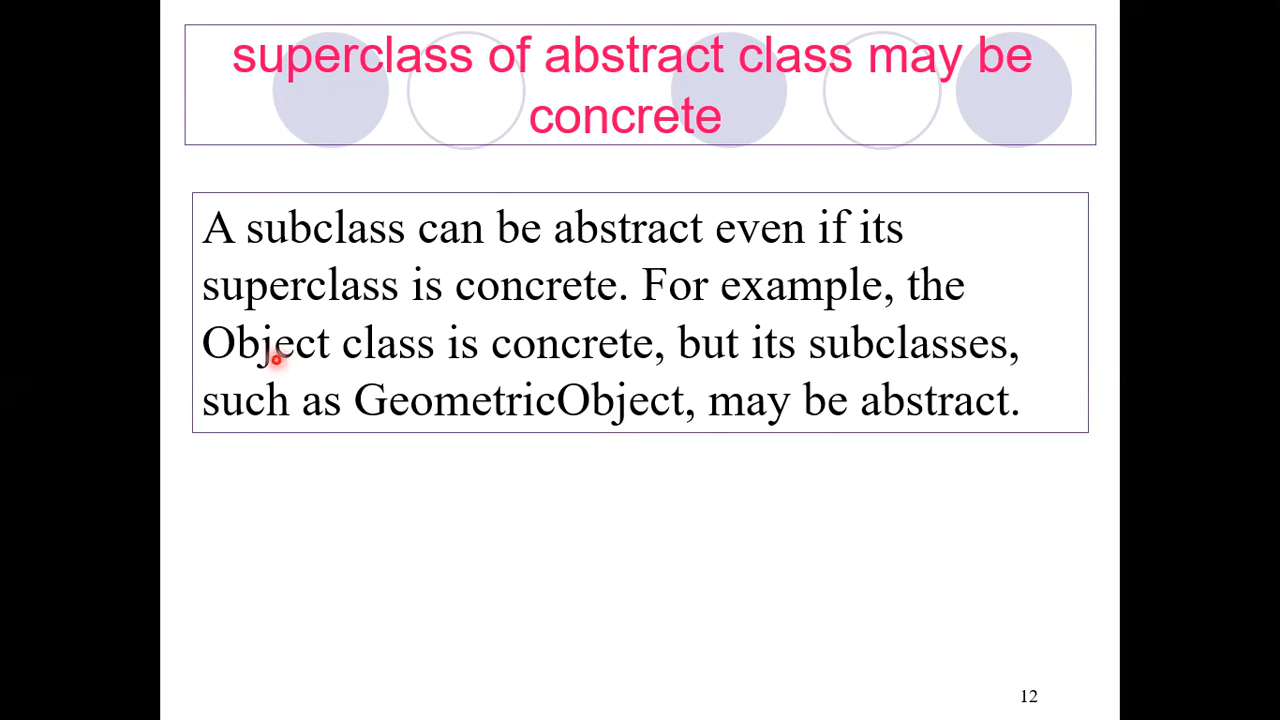 superclass of abstract class may be
concrete
A subclass can be abstract even if its
superclass is concrete. For example, the
Object class is concrete, but its subclasses,
such as GeometricObject, may be abstract.
12